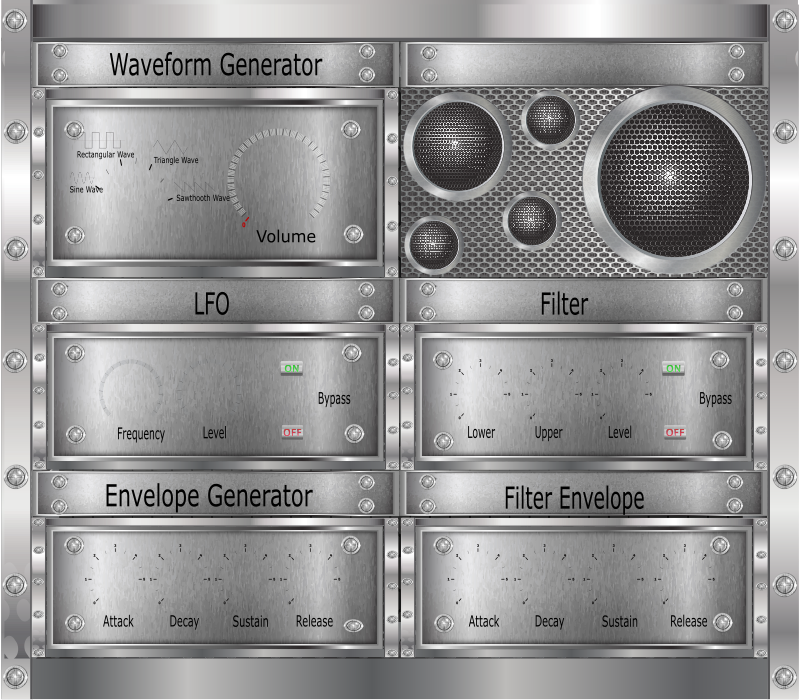 Waveform Generator
Rectangular Wave
Triangle Wave
Sine Wave
Sawthooth Wave
Volume
LFO
ON
Bypass
OFF
Frequency
Level
Filter
ON
Bypass
OFF
Lower
Upper
Level
Envelope Generator
Attack
Decay
Sustain
Release
Filter Envelope
Attack
Decay
Sustain
Release